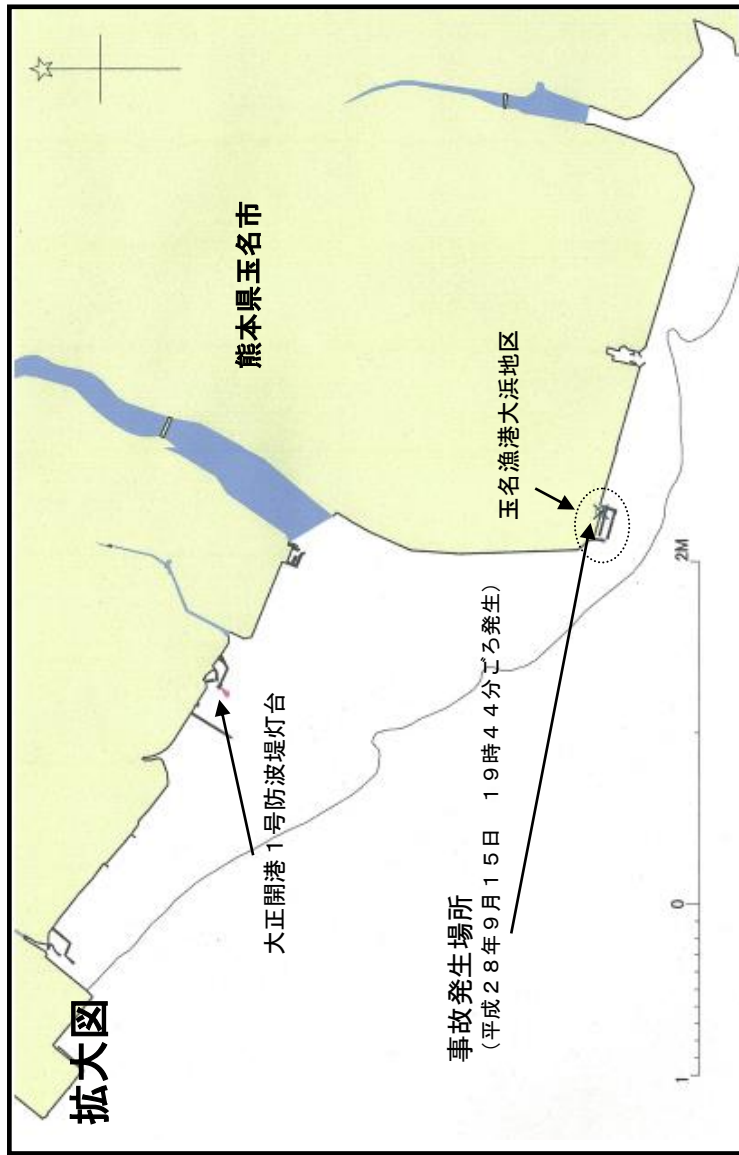 拡大図
熊本県玉名市
大正開港１号防波堤灯台
玉名漁港大浜地区
事故発生場所
（平成２８年９月１５日　１９時４４分ごろ発生）
1 0 2M